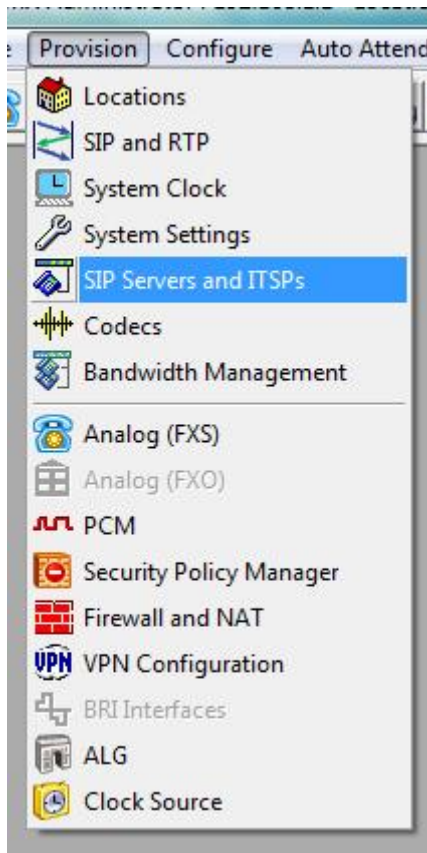 Provision Configure Auto Attend
Locations
SIP and RTP
System Clock
System Settings
SIP Servers and ITSPs
Codecs
Bandwidth Management
Analog (FXS)
Analog (FXO)
PCM
Security Policy Manager
Firewall and NAT
VPN VPN Configuration
BRI Interfaces
ALG
Clock Source